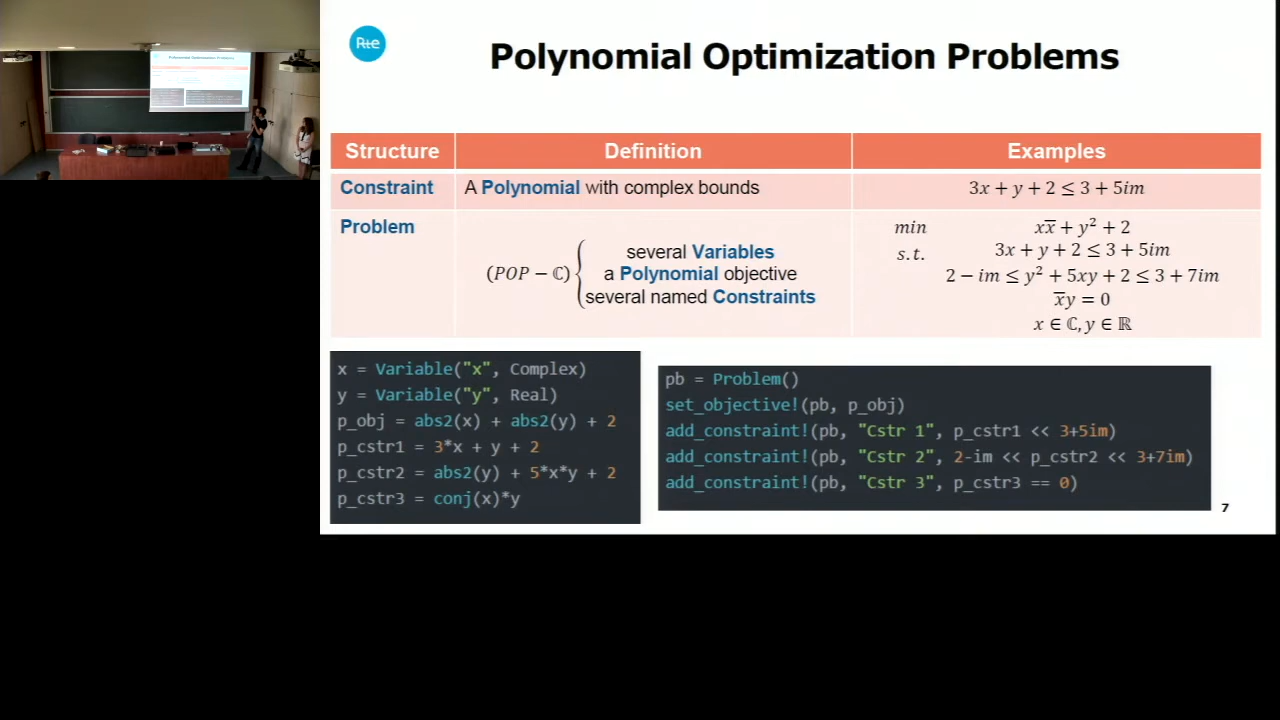 Rte
Polynomial Optimization Problems
Structure Definition Examples
Constraint A Polynomial with complex bounds 3x + y + 2 ≤ 3 + 5im
Problem
(POP − ℂ)
several Variables
a Polynomial objective
several named Constraints
min xx̅ + y² + 2
s.t. 3x + y + 2 ≤ 3 + 5im
2 − im ≤ y² + 5xy + 2 ≤ 3 + 7im
x̅y = 0
x ∈ ℂ, y ∈ ℝ
x = Variable("x", Complex)
y = Variable("y", Real)
p_obj = abs2(x) + abs2(y) + 2
p_cstr1 = 3*x + y + 2
p_cstr2 = abs2(y) + 5*x*y + 2
p_cstr3 = conj(x)*y
pb = Problem()
set_objective!(pb, p_obj)
add_constraint!(pb, "Cstr 1", p_cstr1 << 3+5im)
add_constraint!(pb, "Cstr 2", 2-im << p_cstr2 << 3+7im)
add_constraint!(pb, "Cstr 3", p_cstr3 == 0)
7
Polynomial Optimization Problems